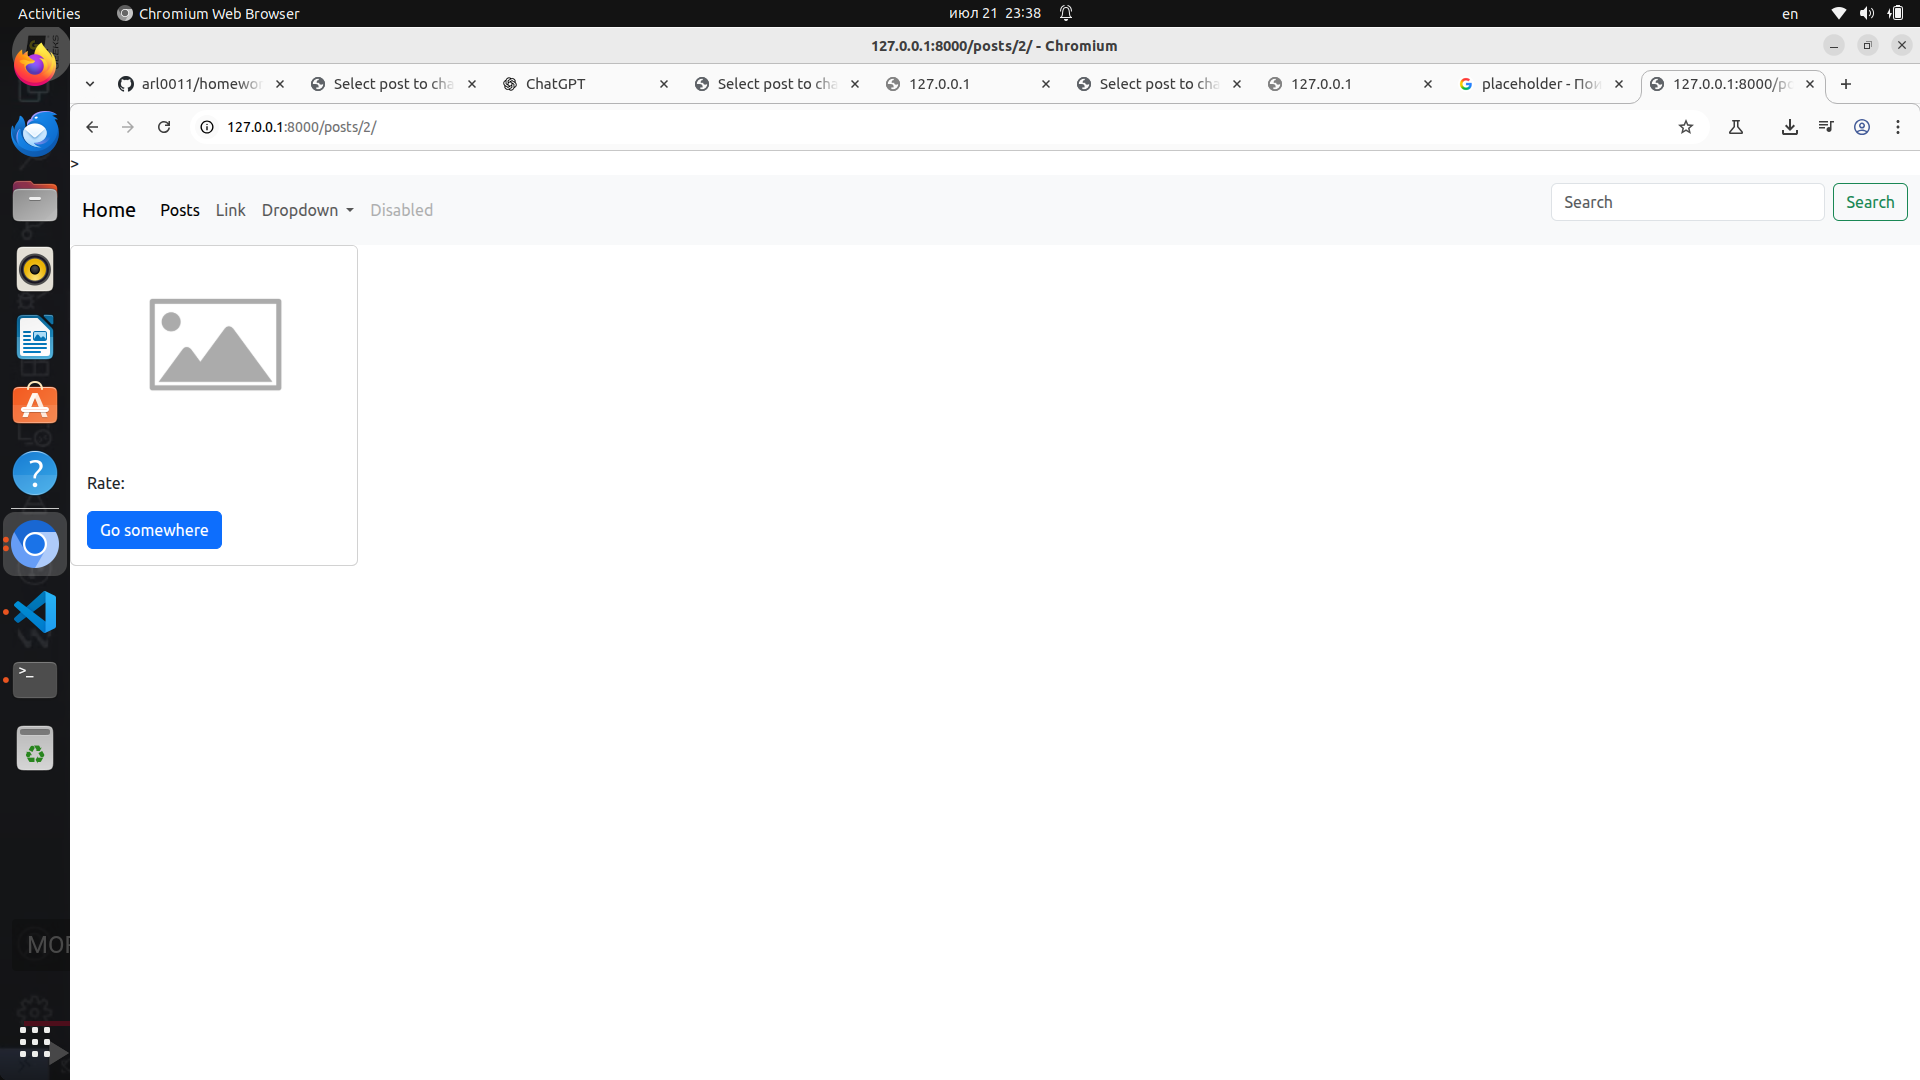 Activities
Chromium Web Browser
июл 21 23:38
en
127.0.0.1:8000/posts/2/ - Chromium
arl0011/homewor
Select post to cha
ChatGPT
Select post to cha
127.0.0.1
Select post to cha
127.0.0.1
placeholder - Пои
127.0.0.1:8000/po
127.0.0.1:8000/posts/2/
>
Home
Posts
Link
Dropdown
Disabled
Search
Search
Rate:
Go somewhere
MOR